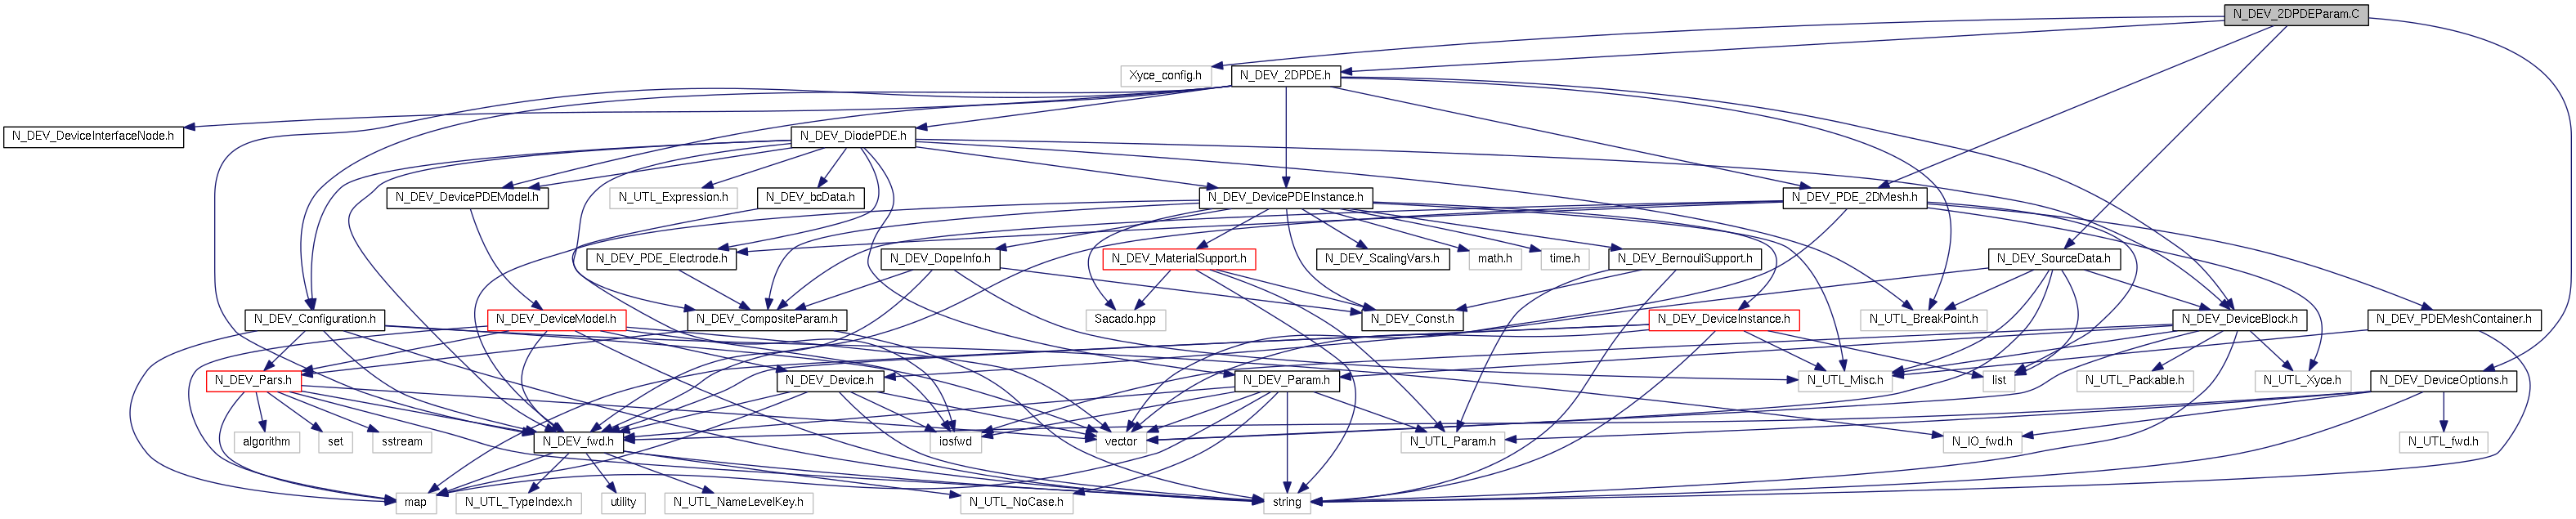 N_DEV_2DPDEParam.C
Xyce_config.h
N_DEV_2DPDE.h
N_DEV_DeviceInterfaceNode.h
N_DEV_DiodePDE.h
N_DEV_DevicePDEModel.h
N_UTL_Expression.h
N_DEV_bcData.h
N_DEV_DevicePDEInstance.h
N_DEV_PDE_2DMesh.h
N_DEV_PDE_Electrode.h
N_DEV_DopeInfo.h
N_DEV_MaterialSupport.h
N_DEV_ScalingVars.h
math.h
time.h
N_DEV_BernouliSupport.h
N_DEV_SourceData.h
N_DEV_Configuration.h
N_DEV_DeviceModel.h
N_DEV_CompositeParam.h
Sacado.hpp
N_DEV_Const.h
N_DEV_DeviceInstance.h
N_UTL_BreakPoint.h
N_DEV_DeviceBlock.h
N_DEV_PDEMeshContainer.h
N_DEV_Pars.h
N_DEV_Device.h
N_DEV_Param.h
N_UTL_Misc.h
list
N_UTL_Packable.h
N_UTL_Xyce.h
N_DEV_DeviceOptions.h
algorithm
set
sstream
N_DEV_fwd.h
iosfwd
vector
N_UTL_Param.h
N_IO_fwd.h
N_UTL_fwd.h
map
N_UTL_TypeIndex.h
utility
N_UTL_NameLevelKey.h
N_UTL_NoCase.h
string